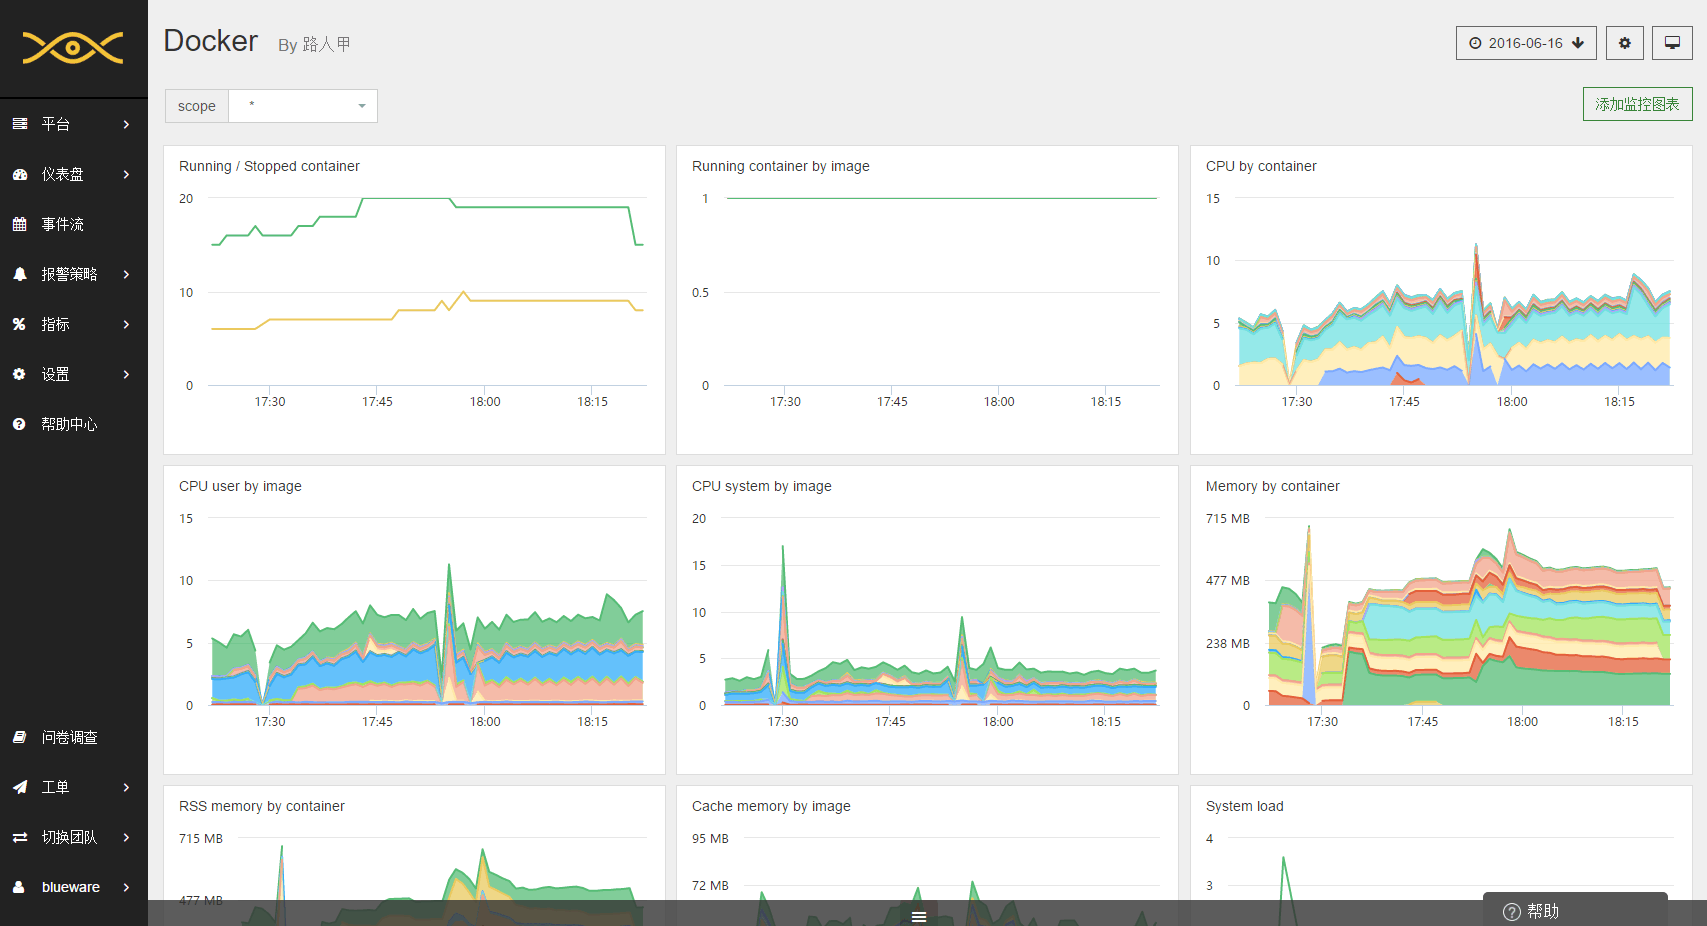 Docker By 路人甲
2016-06-16
scope *
添加监控图表
平台
仪表盘
事件流
报警策略
指标
设置
帮助中心
问卷调查
工单
切换团队
blueware
Running / Stopped container
20
10
0
17:30 17:45 18:00 18:15
Running container by image
1
0.5
0
17:30 17:45 18:00 18:15
CPU by container
15
10
5
0
17:30 17:45 18:00 18:15
CPU user by image
15
10
5
0
17:30 17:45 18:00 18:15
CPU system by image
20
15
10
5
0
17:30 17:45 18:00 18:15
Memory by container
715 MB
477 MB
238 MB
0
17:30 17:45 18:00 18:15
RSS memory by container
715 MB
477 MB
Cache memory by image
95 MB
72 MB
System load
4
3
帮助